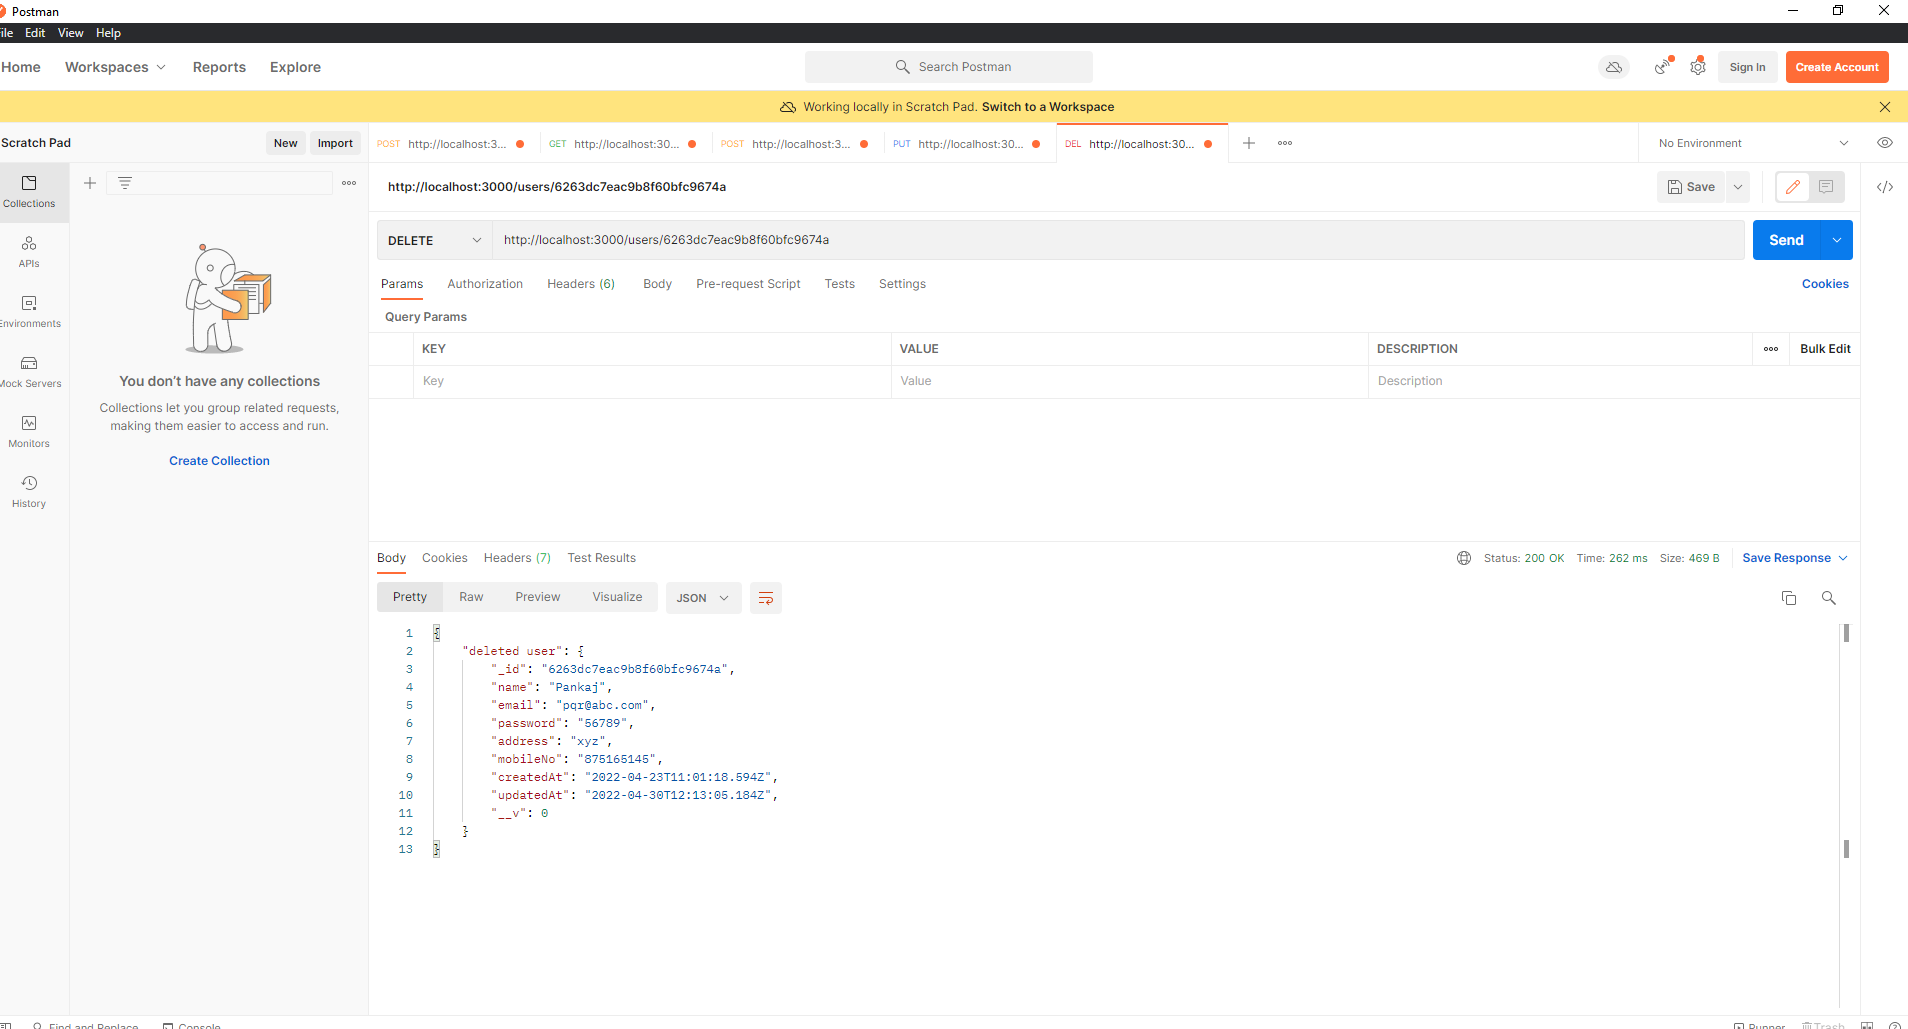 Postman
File Edit View Help
Home Workspaces Reports Explore
Search Postman
Sign In Create Account
Working locally in Scratch Pad. Switch to a Workspace
Scratch Pad New Import
POST http://localhost:3... GET http://localhost:30... POST http://localhost:3... PUT http://localhost:30... DEL http://localhost:30...
No Environment
Collections
APIs
Environments
Mock Servers
Monitors
History
You don’t have any collections
Collections let you group related requests,
making them easier to access and run.
Create Collection
http://localhost:3000/users/6263dc7eac9b8f60bfc9674a
Save
DELETE http://localhost:3000/users/6263dc7eac9b8f60bfc9674a
Send
Params Authorization Headers (6) Body Pre-request Script Tests Settings Cookies
Query Params
KEY VALUE DESCRIPTION Bulk Edit
Key Value Description
Body Cookies Headers (7) Test Results
Status: 200 OK Time: 262 ms Size: 469 B Save Response
Pretty Raw Preview Visualize JSON
1 {
2 "deleted user": {
3 "_id": "6263dc7eac9b8f60bfc9674a",
4 "name": "Pankaj",
5 "email": "pqr@abc.com",
6 "password": "56789",
7 "address": "xyz",
8 "mobileNo": "875165145",
9 "createdAt": "2022-04-23T11:01:18.594Z",
10 "updatedAt": "2022-04-30T12:13:05.184Z",
11 "__v": 0
12 }
13 }
Find and Replace Console
Runner Trash